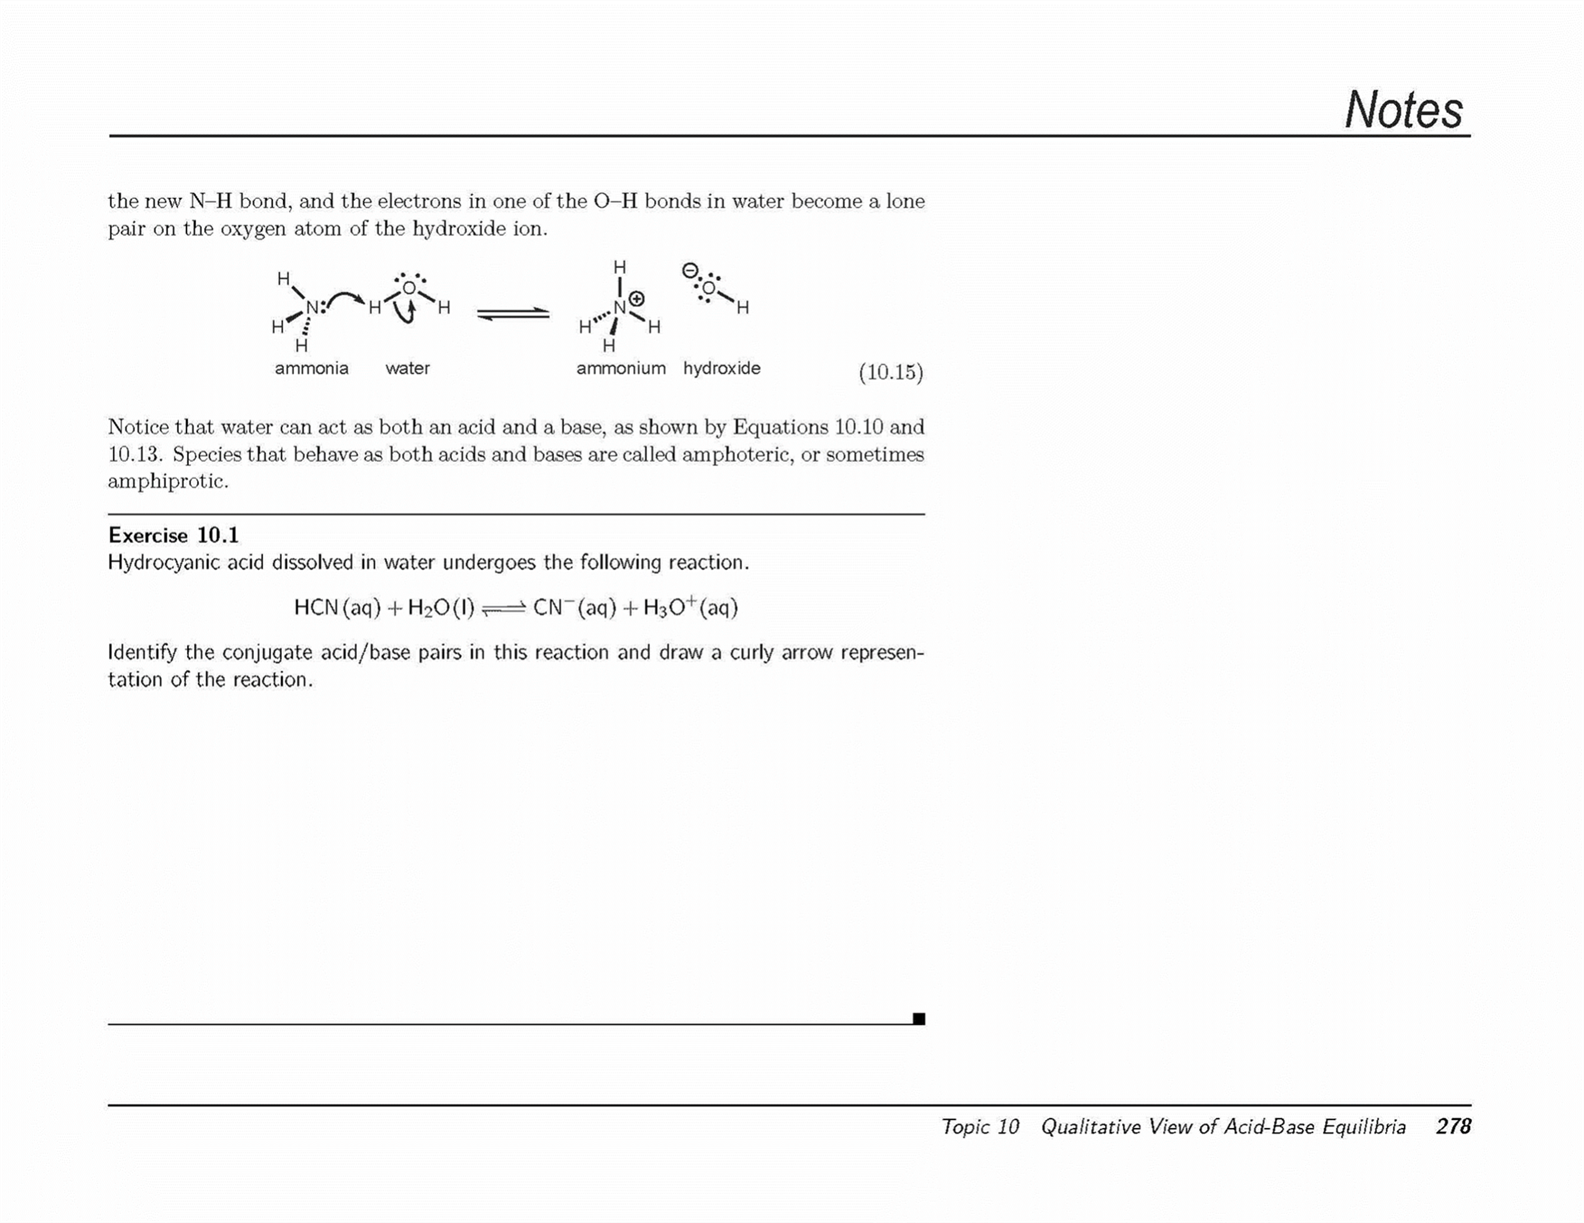 Notes
the new N–H bond, and the electrons in one of the O–H bonds in water become a lone
pair on the oxygen atom of the hydroxide ion.
H H
N: H O H N⊕ ⊖ O H
H H H H
H H
ammonia water ammonium hydroxide (10.15)
Notice that water can act as both an acid and a base, as shown by Equations 10.10 and
10.13. Species that behave as both acids and bases are called amphoteric, or sometimes
amphiprotic.
Exercise 10.1
Hydrocyanic acid dissolved in water undergoes the following reaction.
HCN (aq) + H₂O (l) ⇌ CN⁻ (aq) + H₃O⁺ (aq)
Identify the conjugate acid/base pairs in this reaction and draw a curly arrow represen-
tation of the reaction.
Topic 10 Qualitative View of Acid-Base Equilibria 278